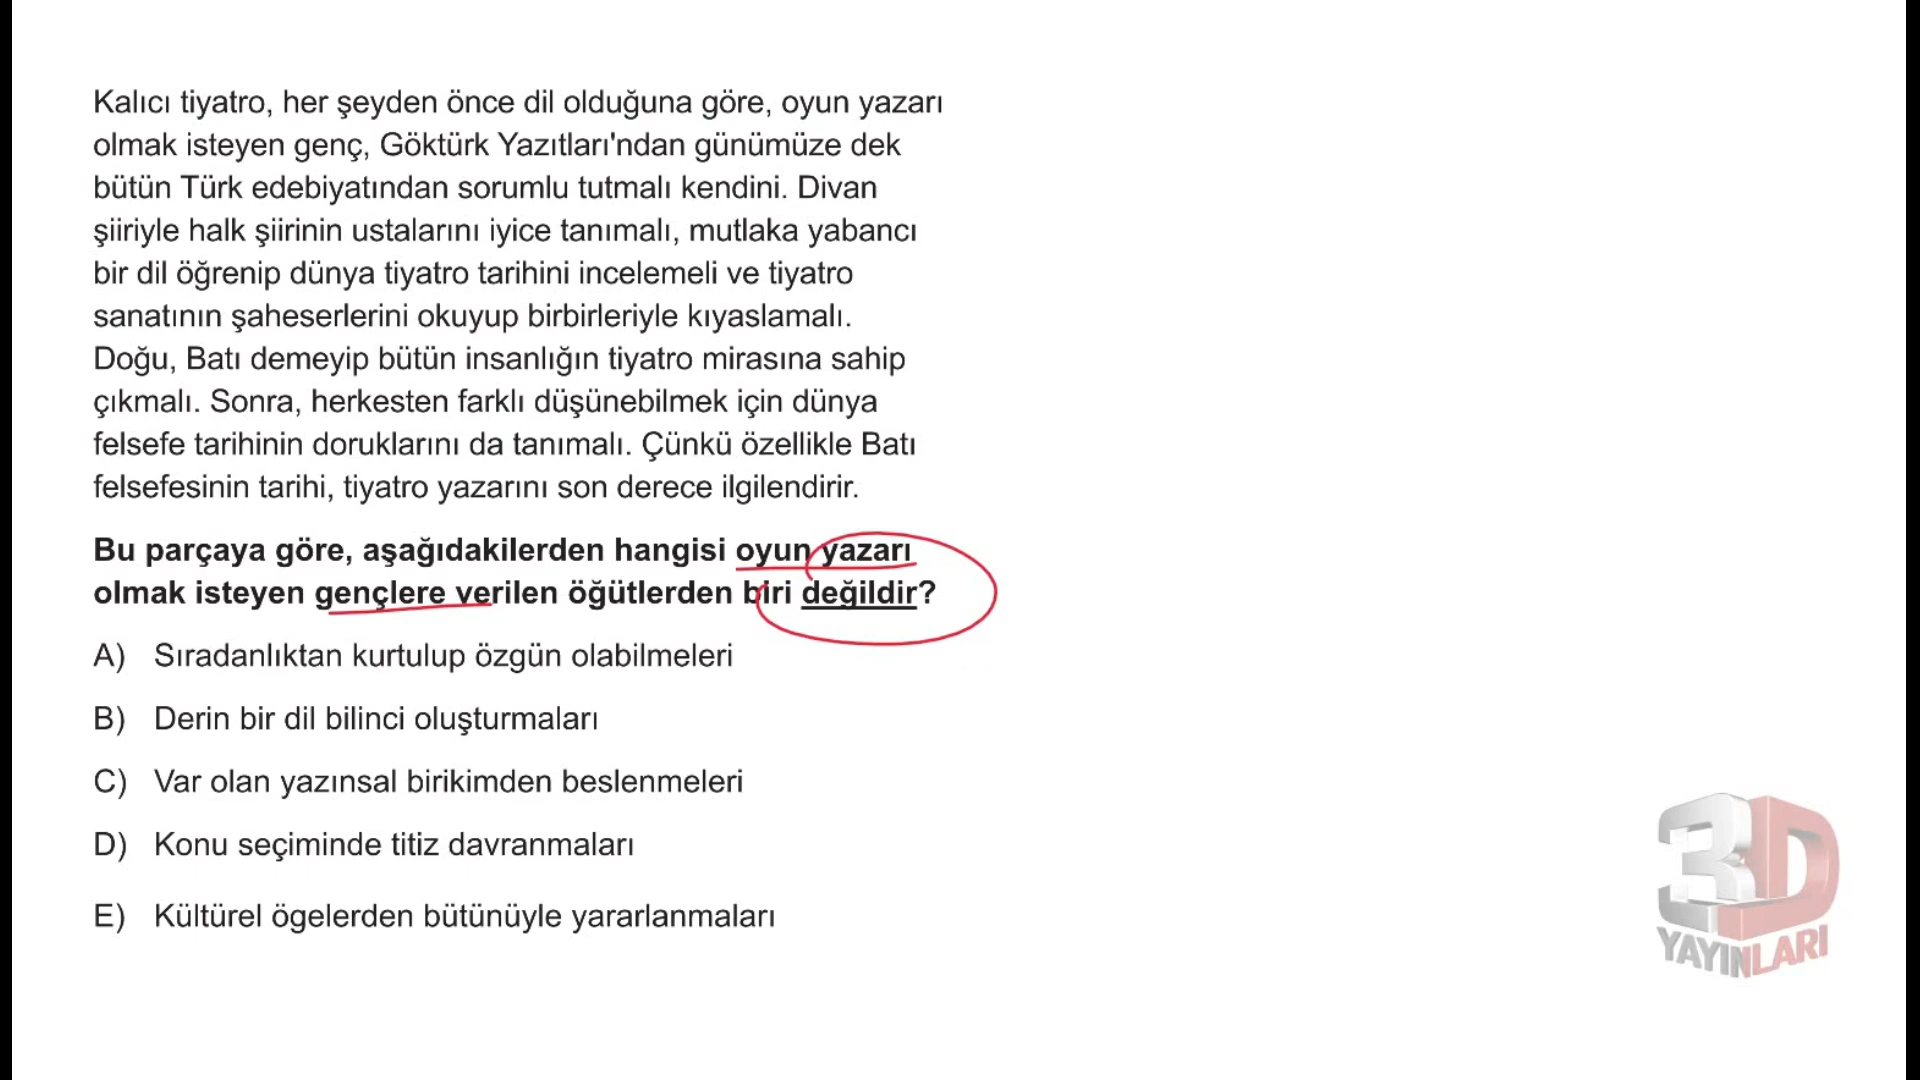 Kalıcı tiyatro, her şeyden önce dil olduğuna göre, oyun yazarı
olmak isteyen genç, Göktürk Yazıtları'ndan günümüze dek
bütün Türk edebiyatından sorumlu tutmalı kendini. Divan
şiiriyle halk şiirinin ustalarını iyice tanımalı, mutlaka yabancı
bir dil öğrenip dünya tiyatro tarihini incelemeli ve tiyatro
sanatının şaheserlerini okuyup birbirleriyle kıyaslamalı.
Doğu, Batı demeyip bütün insanlığın tiyatro mirasına sahip
çıkmalı. Sonra, herkesten farklı düşünebilmek için dünya
felsefe tarihinin doruklarını da tanımalı. Çünkü özellikle Batı
felsefesinin tarihi, tiyatro yazarını son derece ilgilendirir.
Bu parçaya göre, aşağıdakilerden hangisi oyun yazarı
olmak isteyen gençlere verilen öğütlerden biri değildir?
A) Sıradanlıktan kurtulup özgün olabilmeleri
B) Derin bir dil bilinci oluşturmaları
C) Var olan yazınsal birikimden beslenmeleri
D) Konu seçiminde titiz davranmaları
E) Kültürel ögelerden bütünüyle yararlanmaları
3D
YAYINLARI